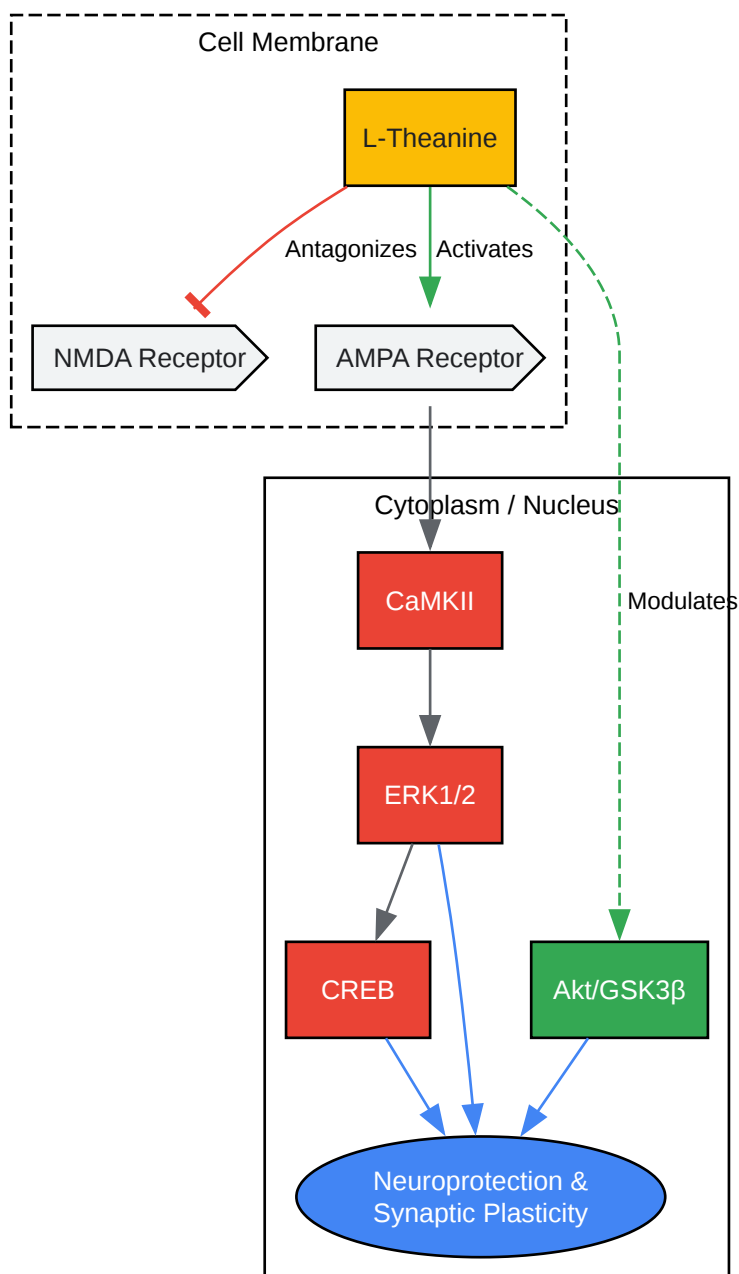 Cell Membrane
L-Theanine
Antagonizes
Activates
NMDA Receptor
AMPA Receptor
Cytoplasm / Nucleus
CaMKII
Modulates
ERK1/2
CREB
Akt/GSK3β
Neuroprotection &
Synaptic Plasticity